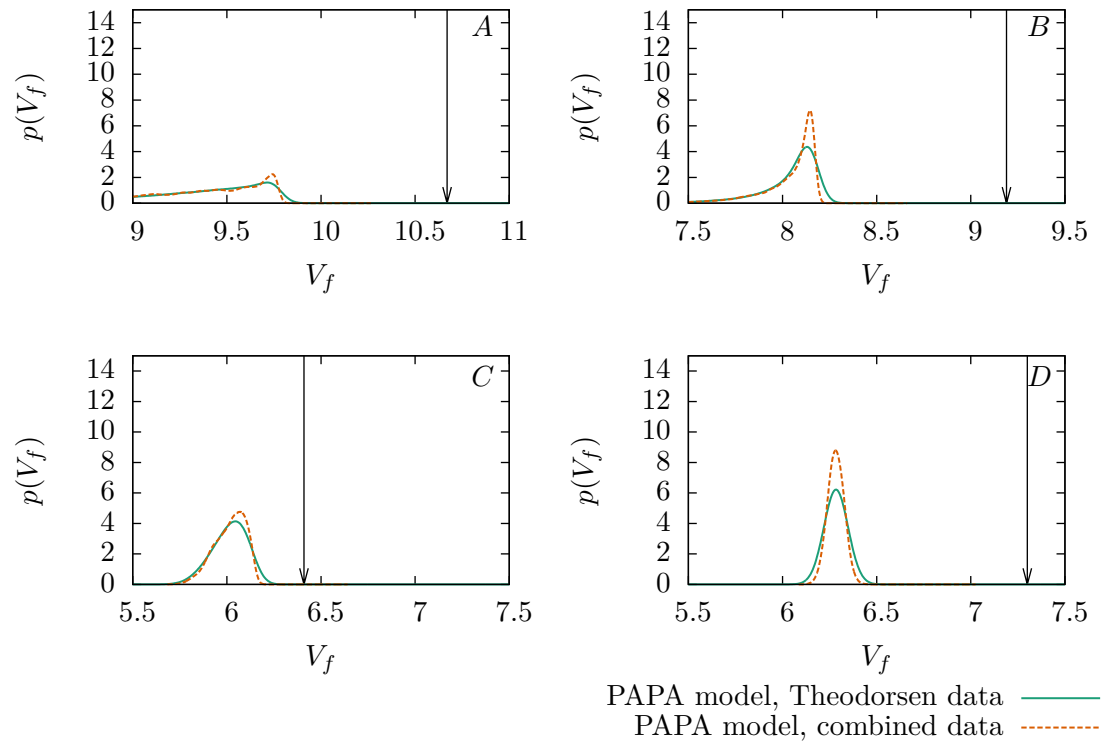 14
12
10
8
6
4
2
0
p(V_f)
A
9 9.5 10 10.5 11
V_f
14
12
10
8
6
4
2
0
p(V_f)
B
7.5 8 8.5 9 9.5
V_f
14
12
10
8
6
4
2
0
p(V_f)
C
5.5 6 6.5 7 7.5
V_f
14
12
10
8
6
4
2
0
p(V_f)
D
5.5 6 6.5 7 7.5
V_f
PAPA model, Theodorsen data
PAPA model, combined data